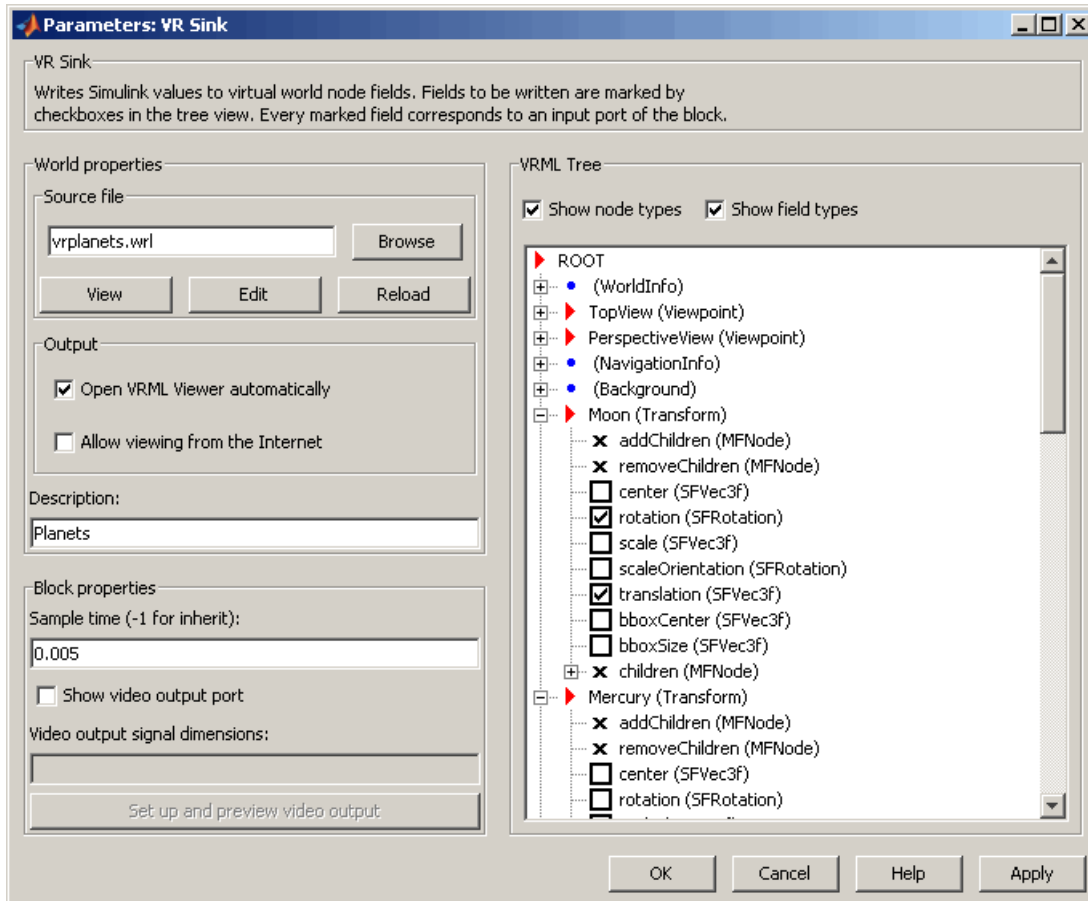 Parameters: VR Sink
VR Sink
Writes Simulink values to virtual world node fields. Fields to be written are marked by
checkboxes in the tree view. Every marked field corresponds to an input port of the block.
World properties
Source file
vrplanets.wrl
Browse
View
Edit
Reload
Output
Open VRML Viewer automatically
Allow viewing from the Internet
Description:
Planets
Block properties
Sample time (-1 for inherit):
0.005
Show video output port
Video output signal dimensions:
Set up and preview video output
VRML Tree
Show node types
Show field types
ROOT
(WorldInfo)
TopView (Viewpoint)
PerspectiveView (Viewpoint)
(NavigationInfo)
(Background)
Moon (Transform)
addChildren (MFNode)
removeChildren (MFNode)
center (SFVec3f)
rotation (SFRotation)
scale (SFVec3f)
scaleOrientation (SFRotation)
translation (SFVec3f)
bboxCenter (SFVec3f)
bboxSize (SFVec3f)
children (MFNode)
Mercury (Transform)
addChildren (MFNode)
removeChildren (MFNode)
center (SFVec3f)
rotation (SFRotation)
OK
Cancel
Help
Apply